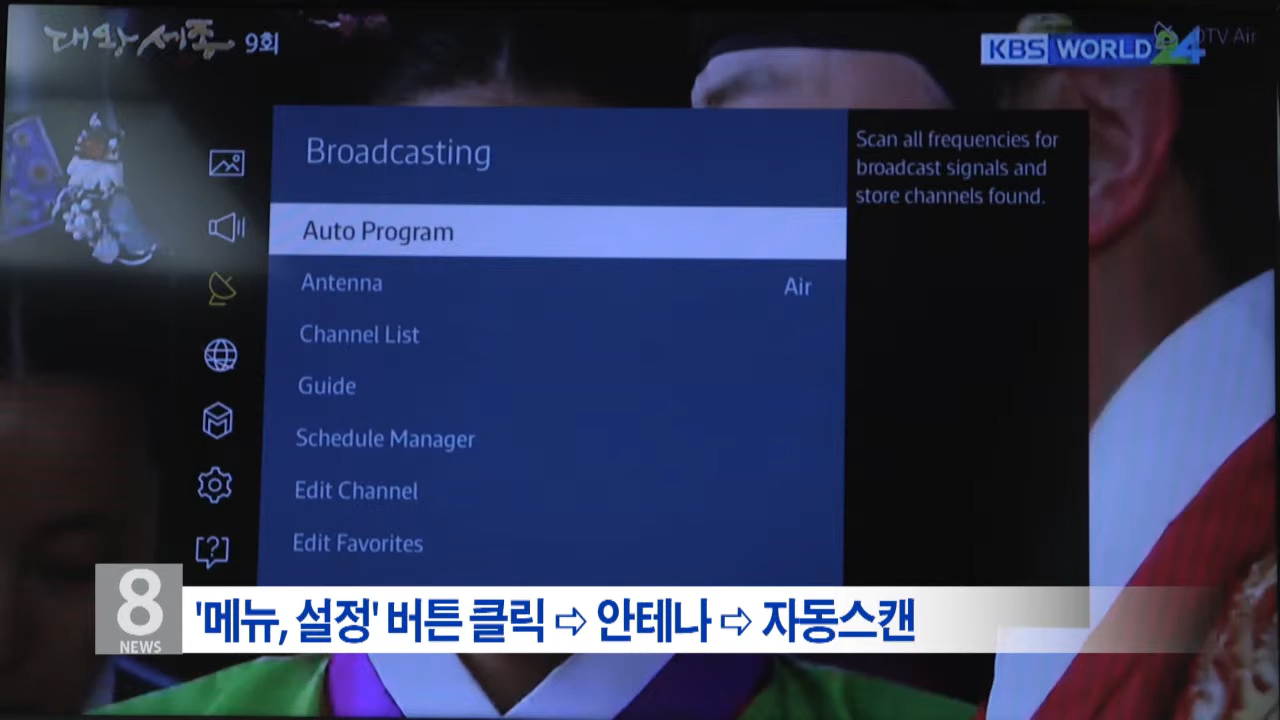 대왕세종 9회
KBS WORLD 24
DTV Air
Broadcasting
Scan all frequencies for
broadcast signals and
store channels found.
Auto Program
Antenna Air
Channel List
Guide
Schedule Manager
Edit Channel
Edit Favorites
8
NEWS
'메뉴, 설정' 버튼 클릭 ⇨ 안테나 ⇨ 자동스캔